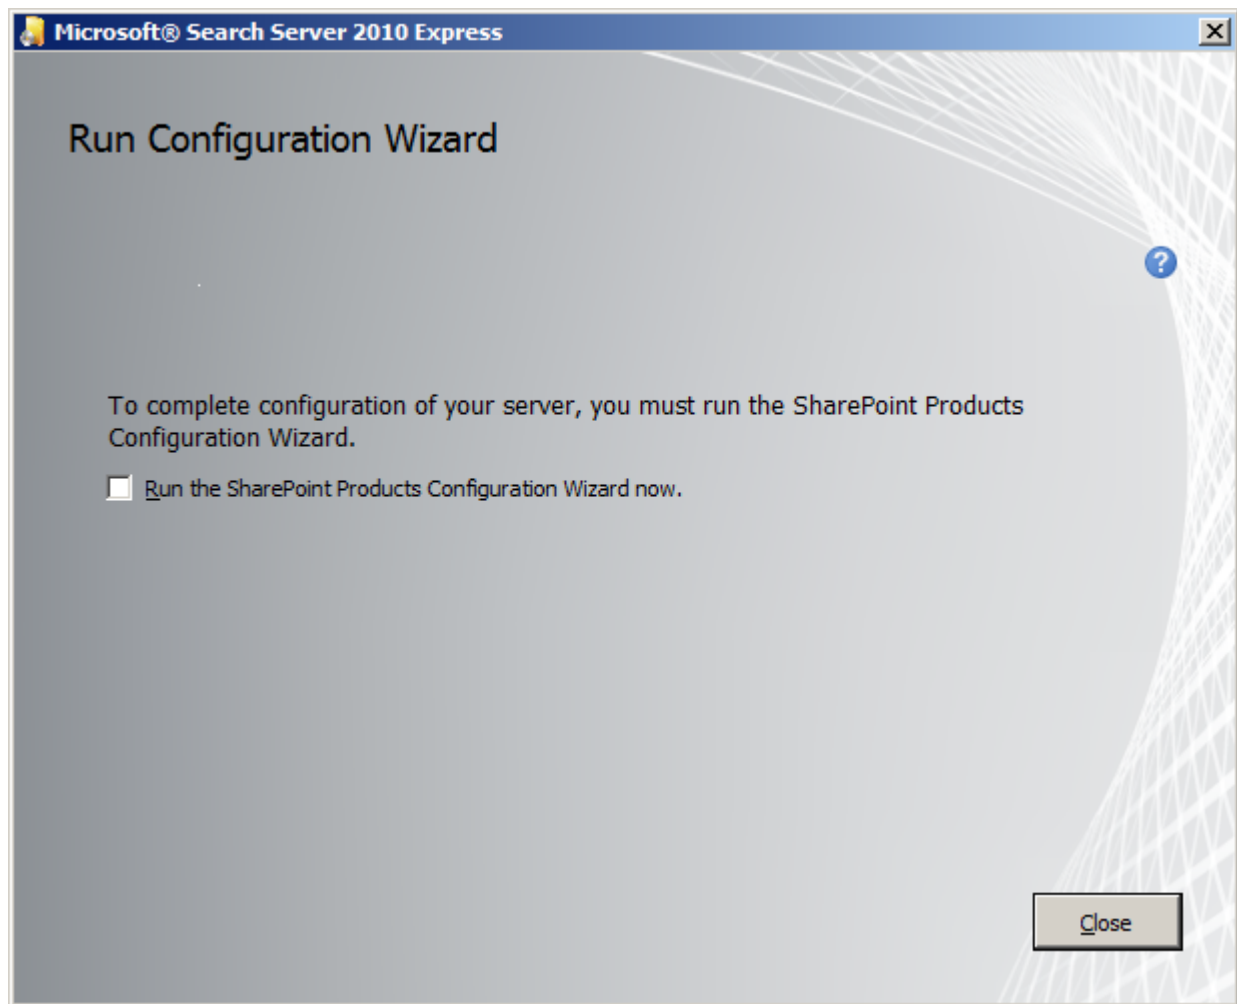 Microsoft® Search Server 2010 Express
Run Configuration Wizard
?
To complete configuration of your server, you must run the SharePoint Products
Configuration Wizard.
Run the SharePoint Products Configuration Wizard now.
Close